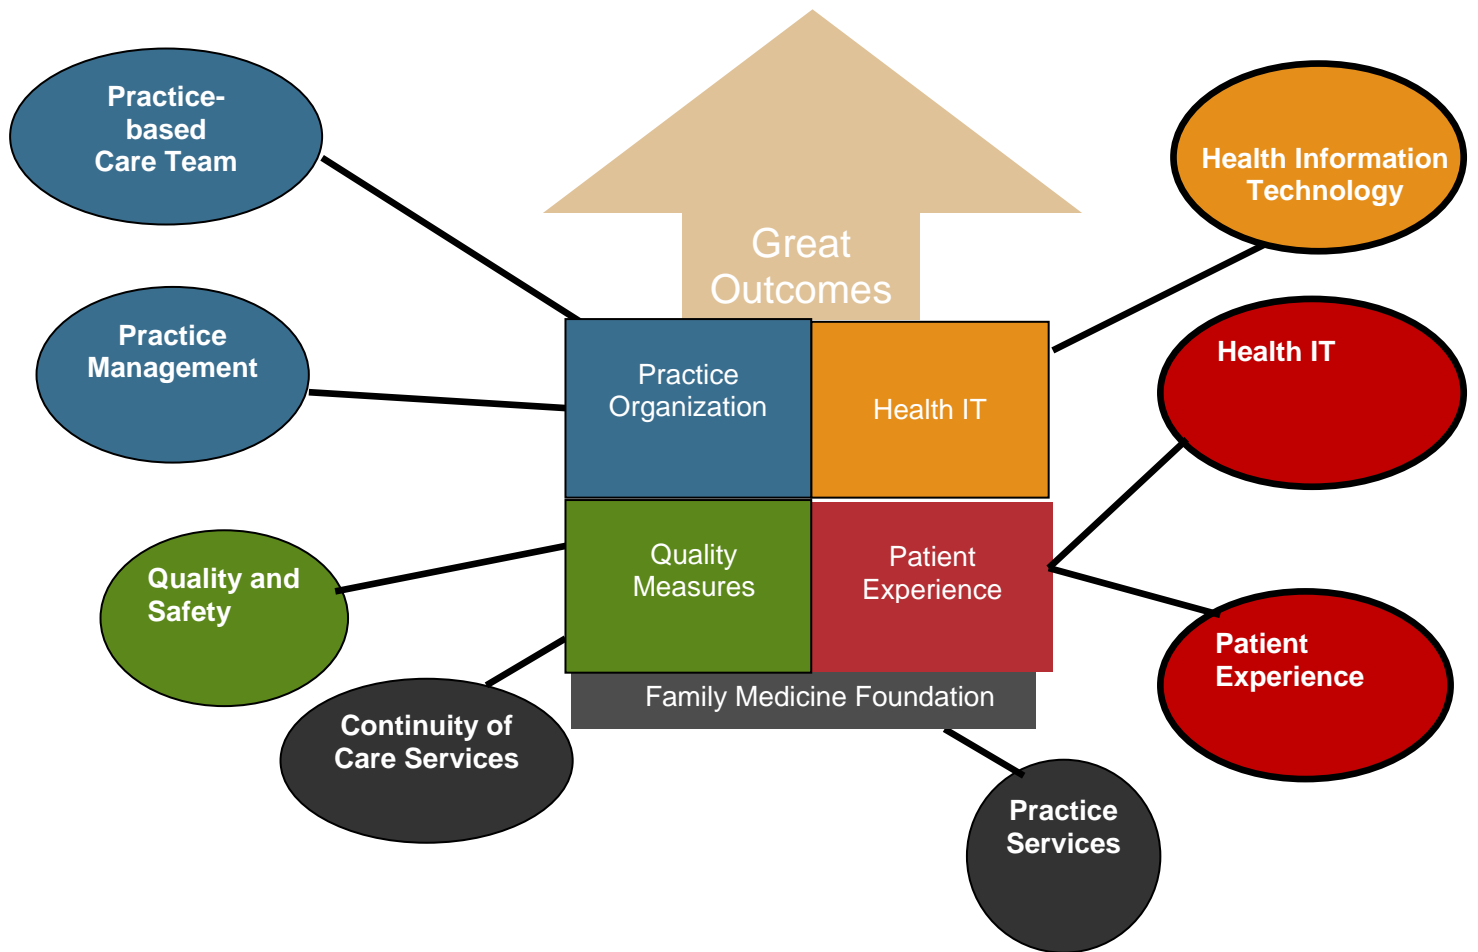 Practice-
based
Care Team
Health Information
Technology
Great
Outcomes
Practice
Management
Health IT
Practice
Organization
Health IT
Quality and
Safety
Quality
Measures
Patient
Experience
Patient
Experience
Family Medicine Foundation
Continuity of
Care Services
Practice
Services